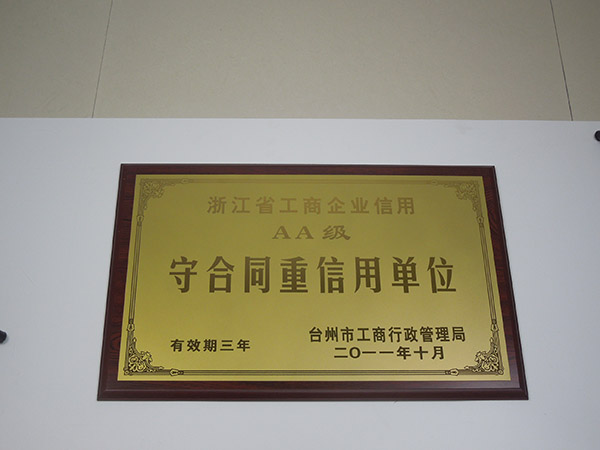 浙江省工商企业信用
AA级
守合同重信用单位
有效期三年
台州市工商行政管理局
二O一一年十月